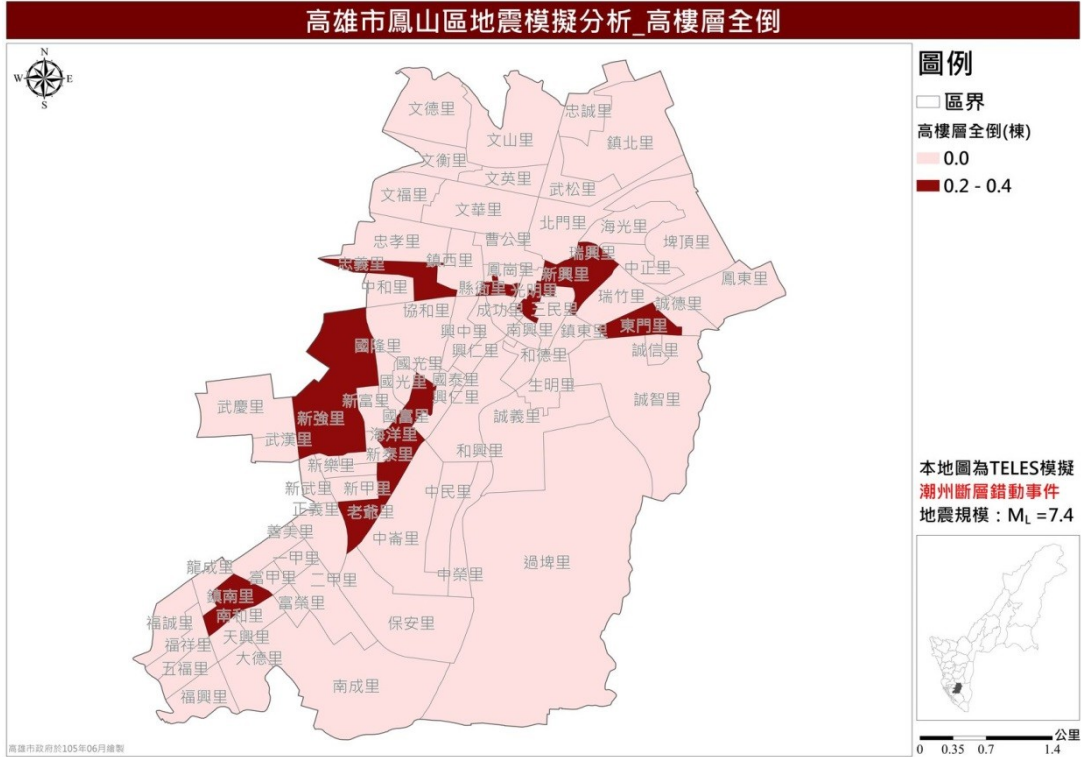 高雄市鳳山區地震模擬分析_高樓層全倒
N
W
E
S
文德里
忠誠里
文山里
鎮北里
文衡里
文英里
武松里
文福里
文華里
北門里
海光里
忠孝里
曹公里
埤頂里
瑞興里
鎮西里
忠義里
鳳崗里
新興里
中正里
鳳東里
中和里
縣衙里
光明里
瑞竹里
誠德里
協和里
成功里
三民里
東門里
興中里
南興里
鎮東里
國隆里
興仁里
和德里
誠信里
國光里
國光里
國泰里
生明里
新富里
興仁里
誠智里
武慶里
國富里
誠義里
新強里
海洋里
武漢里
新泰里
和興里
新樂里
新武里
新甲里
中民里
正義里
老爺里
善美里
中崙里
一甲里
過埤里
龍成里
富甲里
二甲里
中榮里
鎮南里
富榮里
南和里
福誠里
保安里
天興里
福祥里
大德里
五福里
南成里
福興里
圖例
區界
高樓層全倒(棟)
0.0
0.2 - 0.4
本地圖為TELES模擬
潮州斷層錯動事件
地震規模：ML =7.4
公里
0 0.35 0.7 1.4
高雄市政府於105年06月繪製